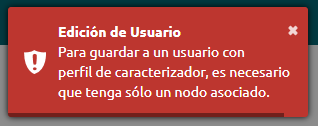 Edición de Usuario
Para guardar a un usuario con
perfil de caracterizador, es necesario
que tenga sólo un nodo asociado.